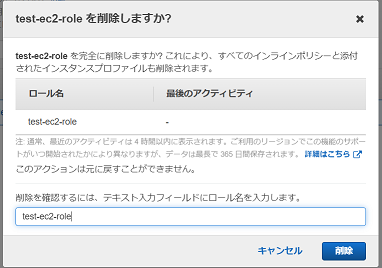 test-ec2-role を削除しますか?
test-ec2-role を完全に削除しますか? これにより、すべてのインラインポリシーと添付
されたインスタンスプロファイルも削除されます。
ロール名 最後のアクティビティ
test-ec2-role -
注: 通常、最近のアクティビティは 4 時間以内に表示されます。ご利用のリージョンでこの機能のサポー
トがいつ開始されたかにより異なりますが、データは最長で 365 日間保存されます。 詳細はこちら
このアクションは元に戻すことができません。
削除を確認するには、テキスト入力フィールドにロール名を入力します。
test-ec2-role
キャンセル 削除